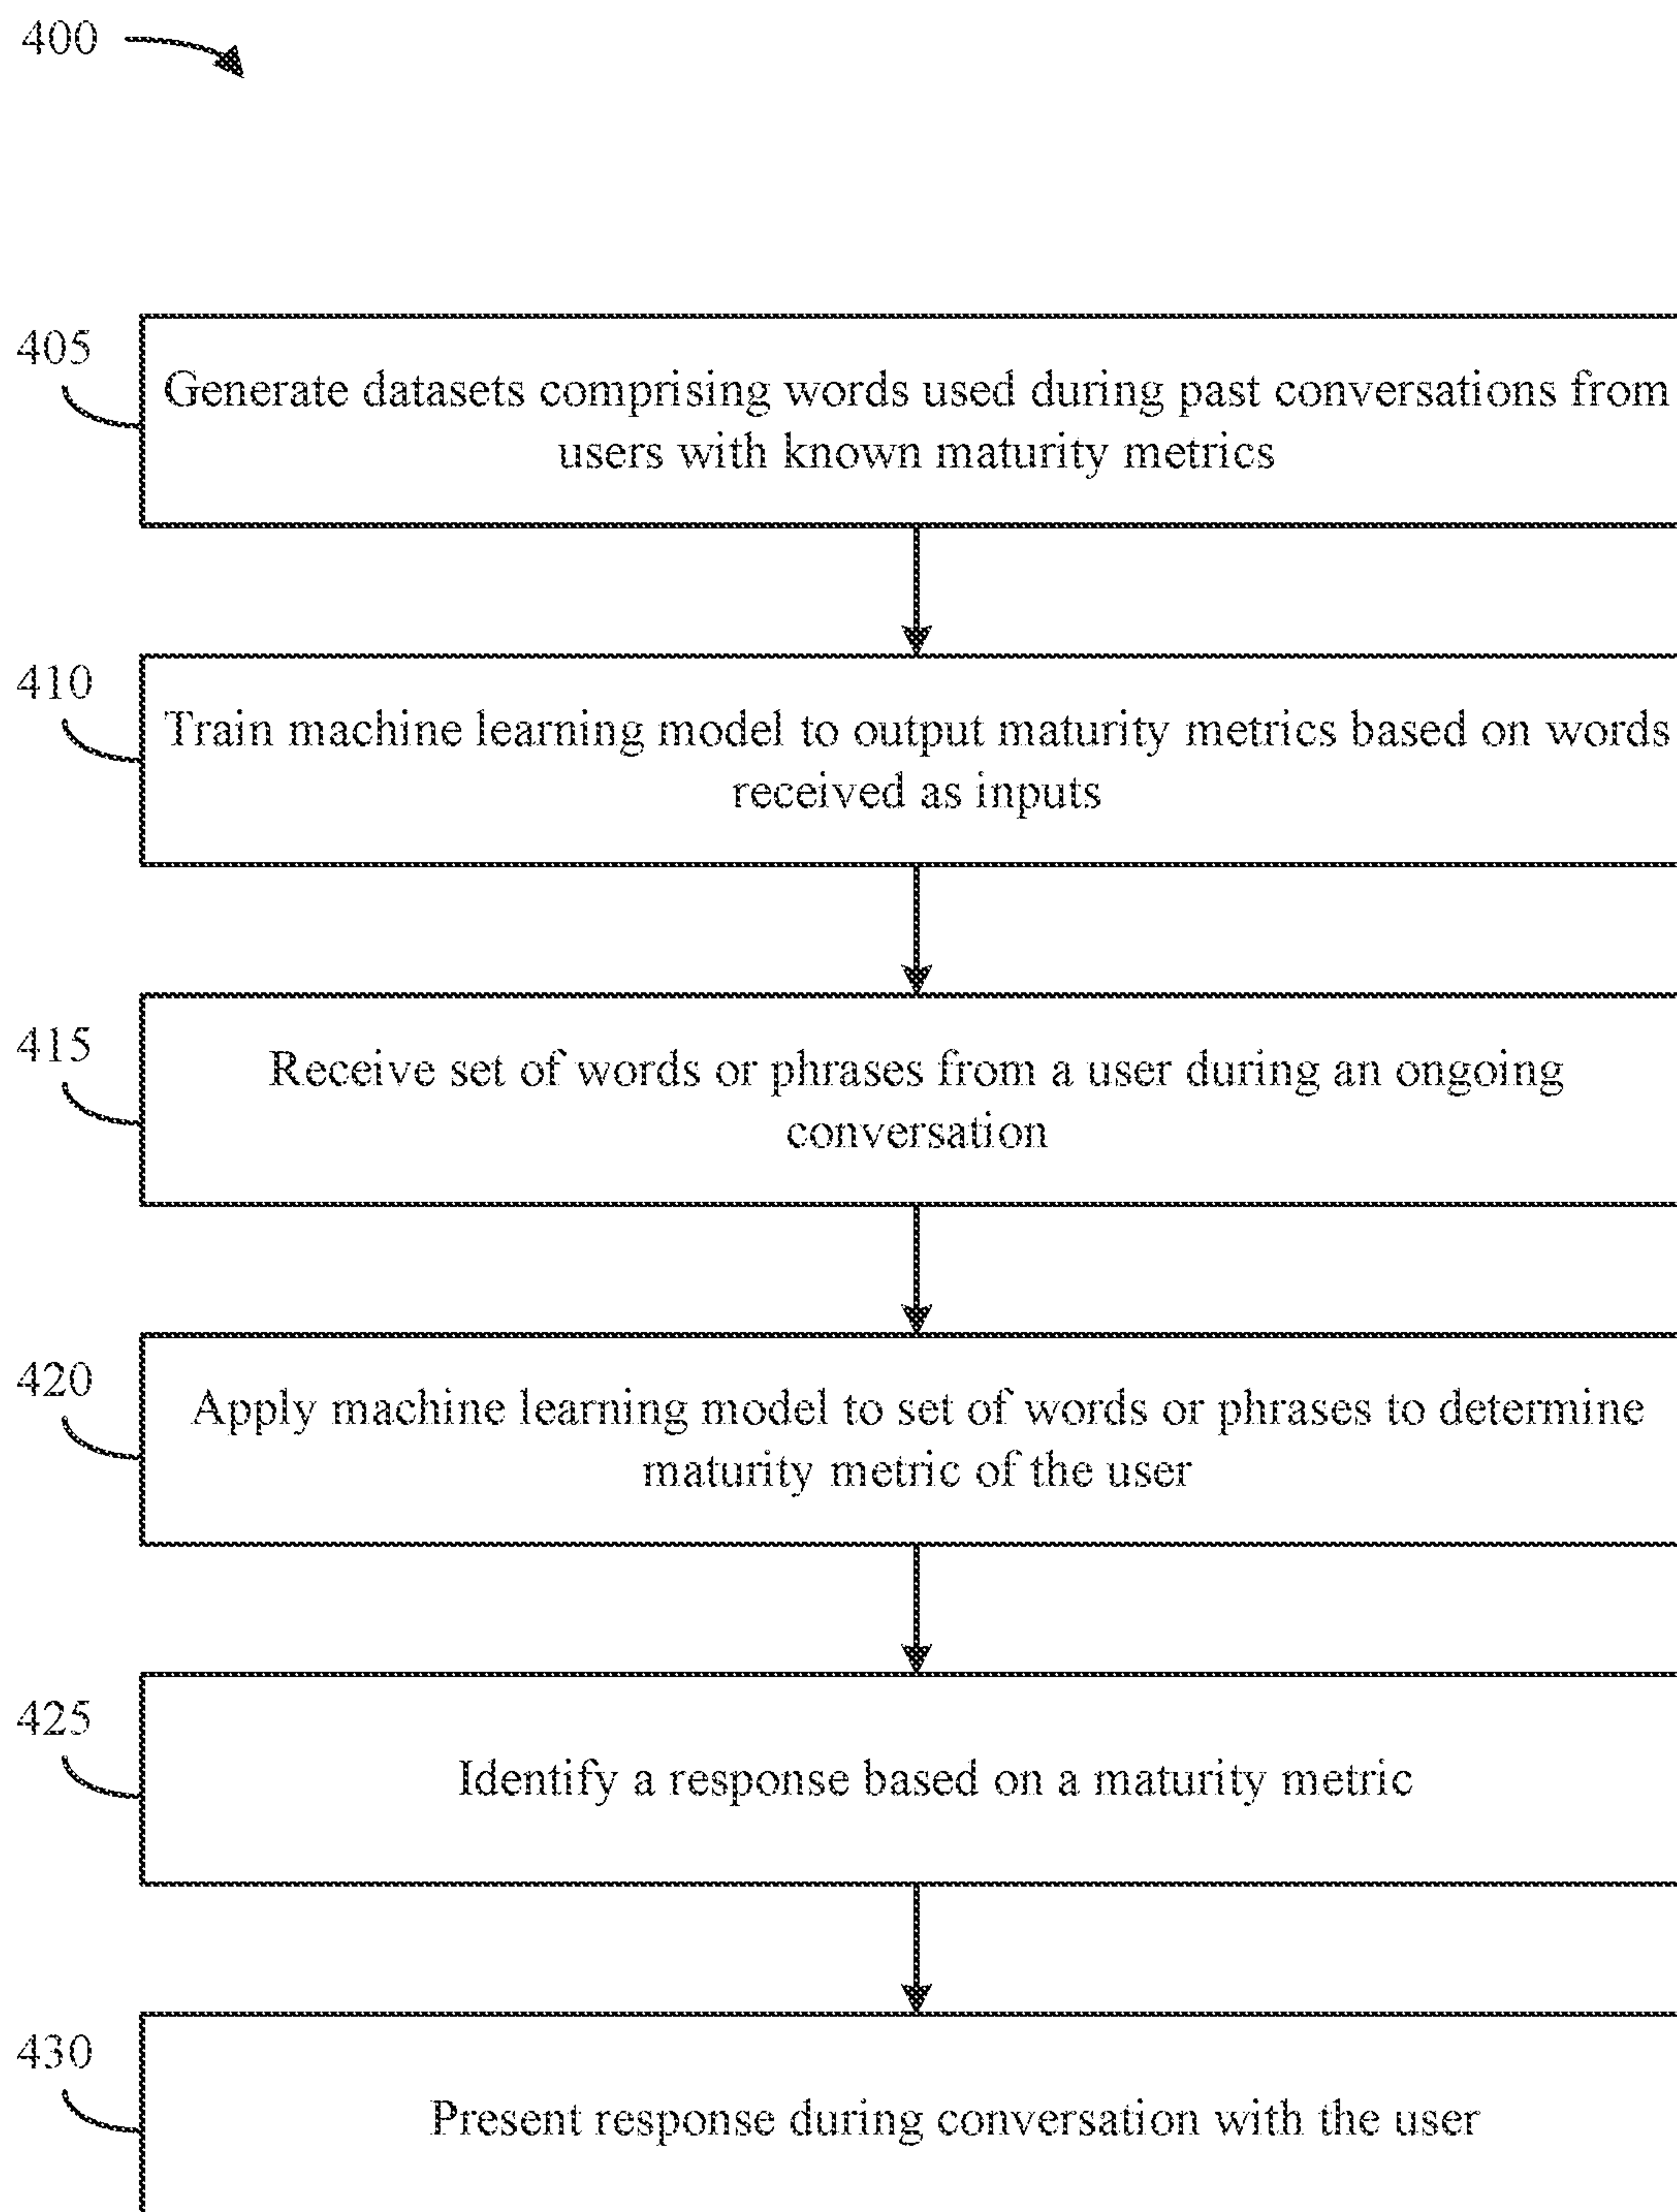 400
405
Generate datasets comprising words used during past conversations from
users with known maturity metrics
410
Train machine learning model to output maturity metrics based on words
received as inputs
415
Receive set of words or phrases from a user during an ongoing
conversation
420
Apply machine learning model to set of words or phrases to determine
maturity metric of the user
425
Identify a response based on a maturity metric
430
Present response during conversation with the user